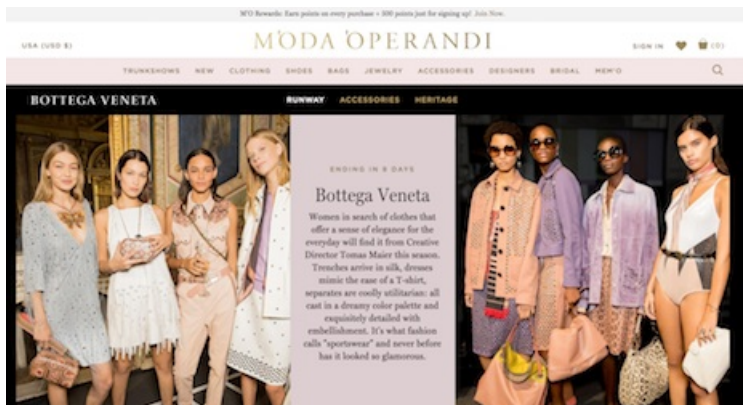 M'O Rewards: Earn points on every purchase + 500 points just for signing up! Join Now.
USA (USD $)
MODA OPERANDI
SIGN IN
(0)
TRUNKSHOWS NEW CLOTHING SHOES BAGS JEWELRY ACCESSORIES DESIGNERS BRIDAL MEM'O
BOTTEGA VENETA
RUNWAY ACCESSORIES HERITAGE
ENDING IN 8 DAYS
Bottega Veneta
Women in search of clothes that
offer a sense of elegance for the
everyday will find it from Creative
Director Tomas Maier this season.
Trenches arrive in silk, dresses
mimic the ease of a T-shirt,
separates are coolly utilitarian: all
cast in a dreamy color palette and
exquisitely detailed with
embellishment. It's what fashion
calls "sportswear" and never before
has it looked so glamorous.